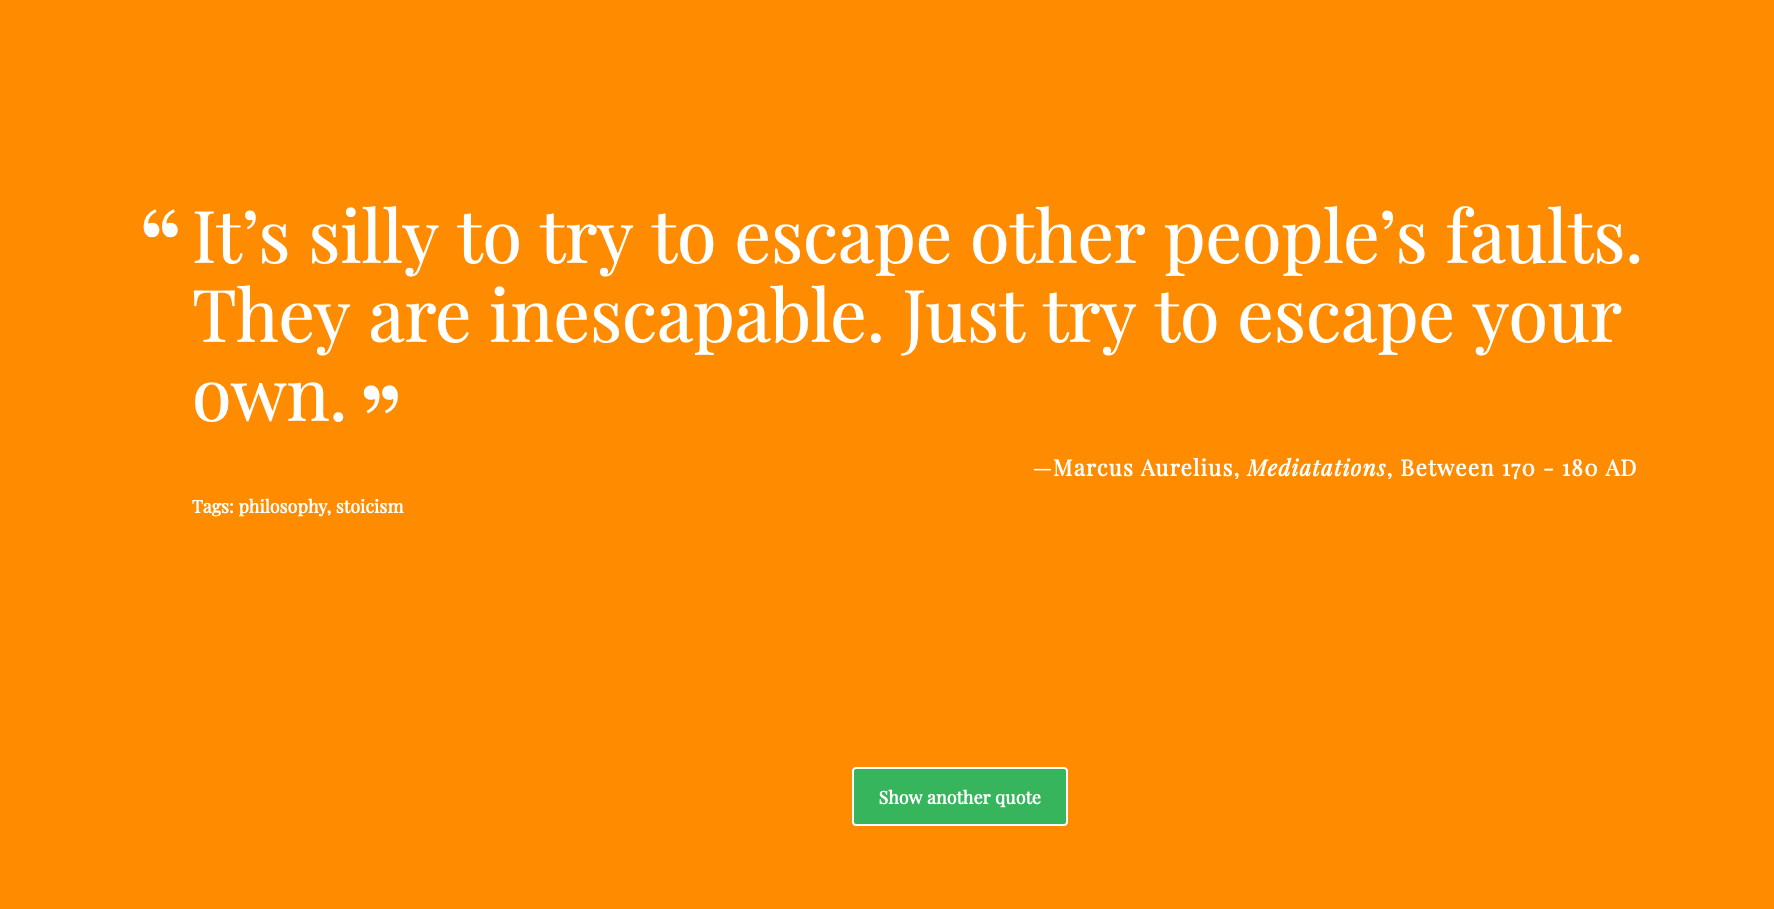 “ It’s silly to try to escape other people’s faults.
They are inescapable. Just try to escape your
own. ”
—Marcus Aurelius, Mediatations, Between 170 - 180 AD
Tags: philosophy, stoicism
Show another quote